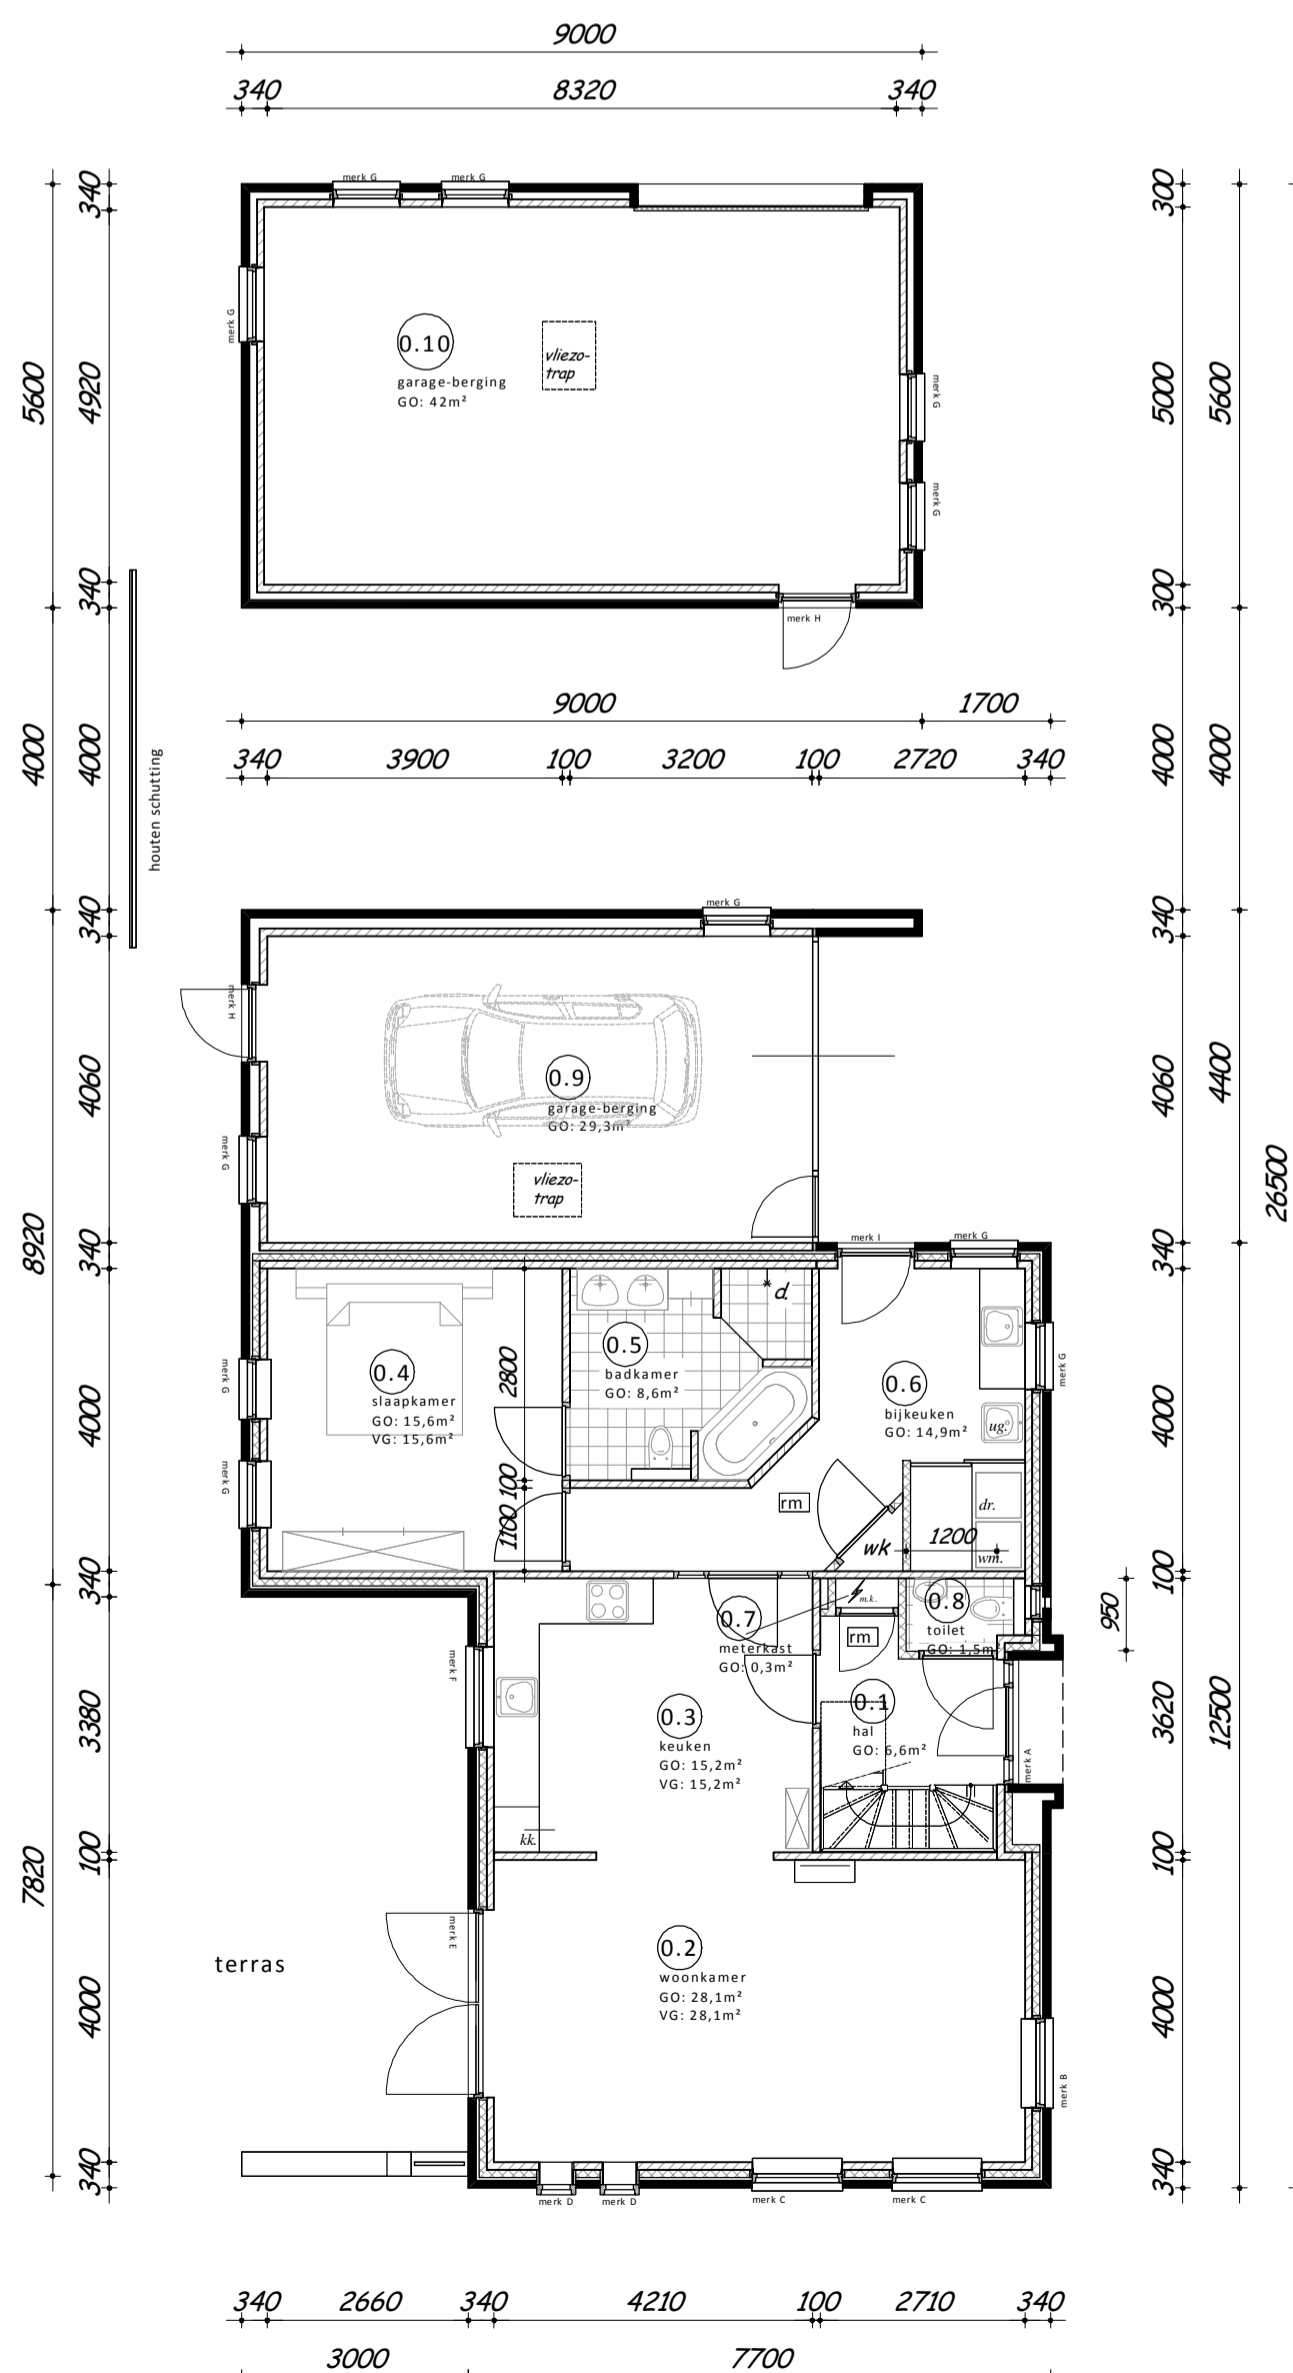 9000
340 8320 340
merk G merk G
340 300
merk G
0.10
garage-berging
GO: 42m²
vliezo-
trap
merk G
5600 4920 5000 5600
merk G
340 300
merk H
9000 1700
340 3900 100 3200 100 2720 340
4000 4000 4000 4000
houten schutting
merk G
340 340
merk H
0.9
garage-berging
GO: 29,3m²
4060 4060 4400
merk G
vliezo-
trap
26500
8920 340 340
merk I merk G
d.
0.5
badkamer
GO: 8,6m²
0.4
slaapkamer
GO: 15,6m²
VG: 15,6m²
2800
merk G
merk G
0.6
bijkeuken
GO: 14,9m²
merk G
ug.
4000 4000
merk G
100
1100
rm
dr.
wk 1200
wm.
340 100
950
m.k.
0.7
meterkast
GO: 0,3m²
rm
0.8
toilet
GO: 1,5m²
merk F
0.3
keuken
GO: 15,2m²
VG: 15,2m²
0.1
hal
GO: 6,6m²
merk A
3380 3620 12500
kk.
7820 100 100
merk E
terras
0.2
woonkamer
GO: 28,1m²
VG: 28,1m²
4000 4000
merk B
340 340
merk D merk D merk C merk C
340 2660 340 4210 100 2710 340
3000 7700